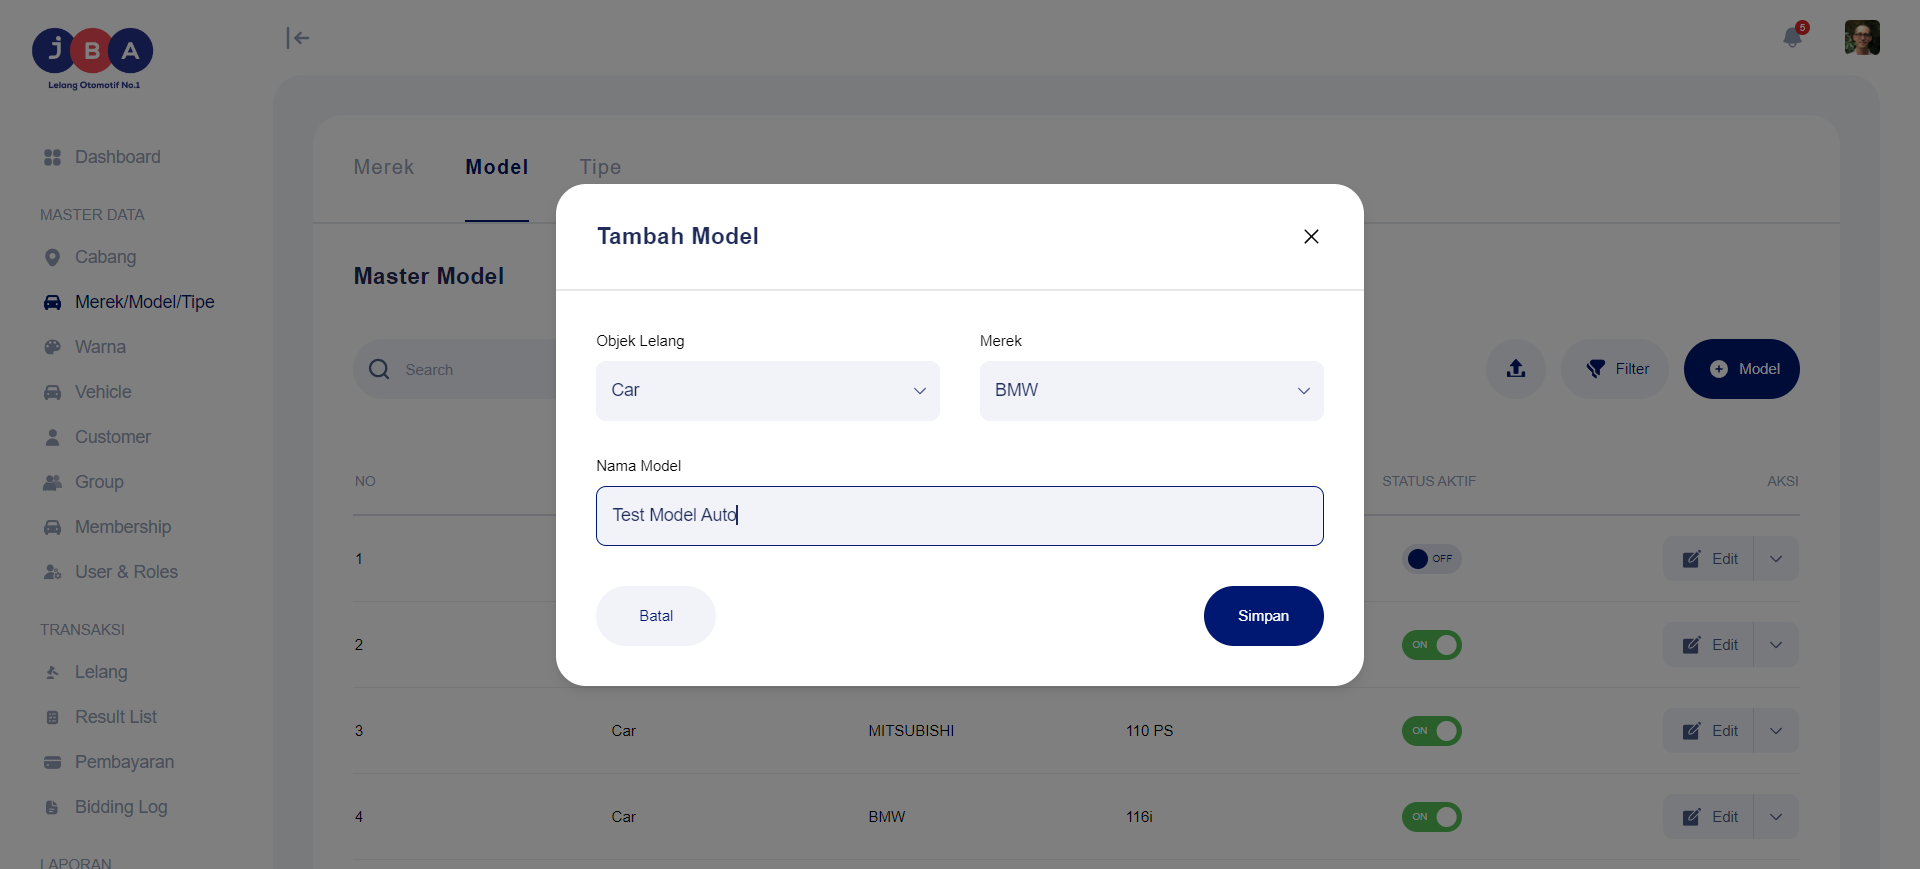 JBA
Lelang Otomotif No.1
5
Dashboard
MASTER DATA
Cabang
Merek/Model/Tipe
Warna
Vehicle
Customer
Group
Membership
User & Roles
TRANSAKSI
Lelang
Result List
Pembayaran
Bidding Log
LAPORAN
Merek Model Tipe
Master Model
Search
Filter
Model
NO STATUS AKTIF AKSI
1 OFF Edit
2 ON Edit
3 Car MITSUBISHI 110 PS ON Edit
4 Car BMW 116i ON Edit
Tambah Model
Objek Lelang Merek
Car BMW
Nama Model
Test Model Auto
Batal Simpan